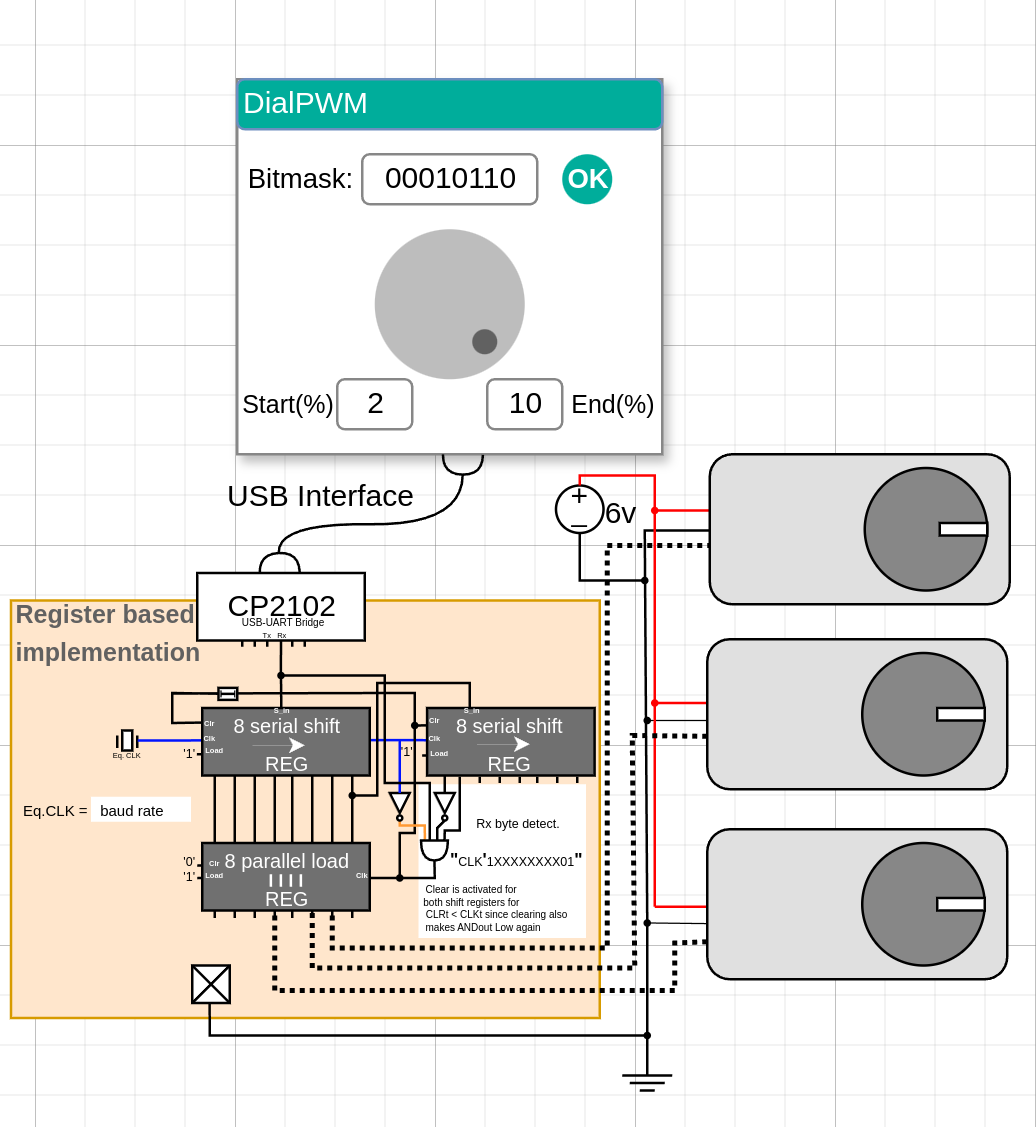 DialPWM
Bitmask: 00010110 OK
Start(%) 2 10 End(%)
USB Interface
+
–
6v
CP2102
USB-UART Bridge
Tx Rx
Register based
implementation
S_In
Clr
Clk
Load
8 serial shift
REG
'1'
Eq. CLK
S_In
Clr
Clk
Load
8 serial shift
REG
'1'
Eq.CLK = baud rate
'0'
'1'
Clr
Load
8 parallel load
REG
Clk
Rx byte detect.
"CLK'1XXXXXXXX01"
Clear is activated for
both shift registers for
CLRt < CLKt since clearing also
makes ANDout Low again